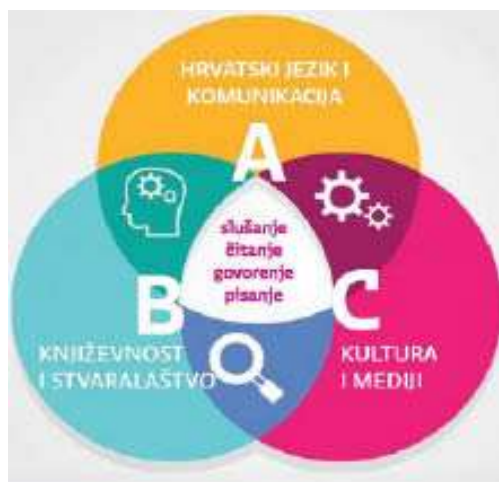 HRVATSKI JEZIK I
KOMUNIKACIJA
A
slušanje
čitanje
govorenje
pisanje
B
C
KNJIŽEVNOST
I STVARALAŠTVO
KULTURA
I MEDIJI